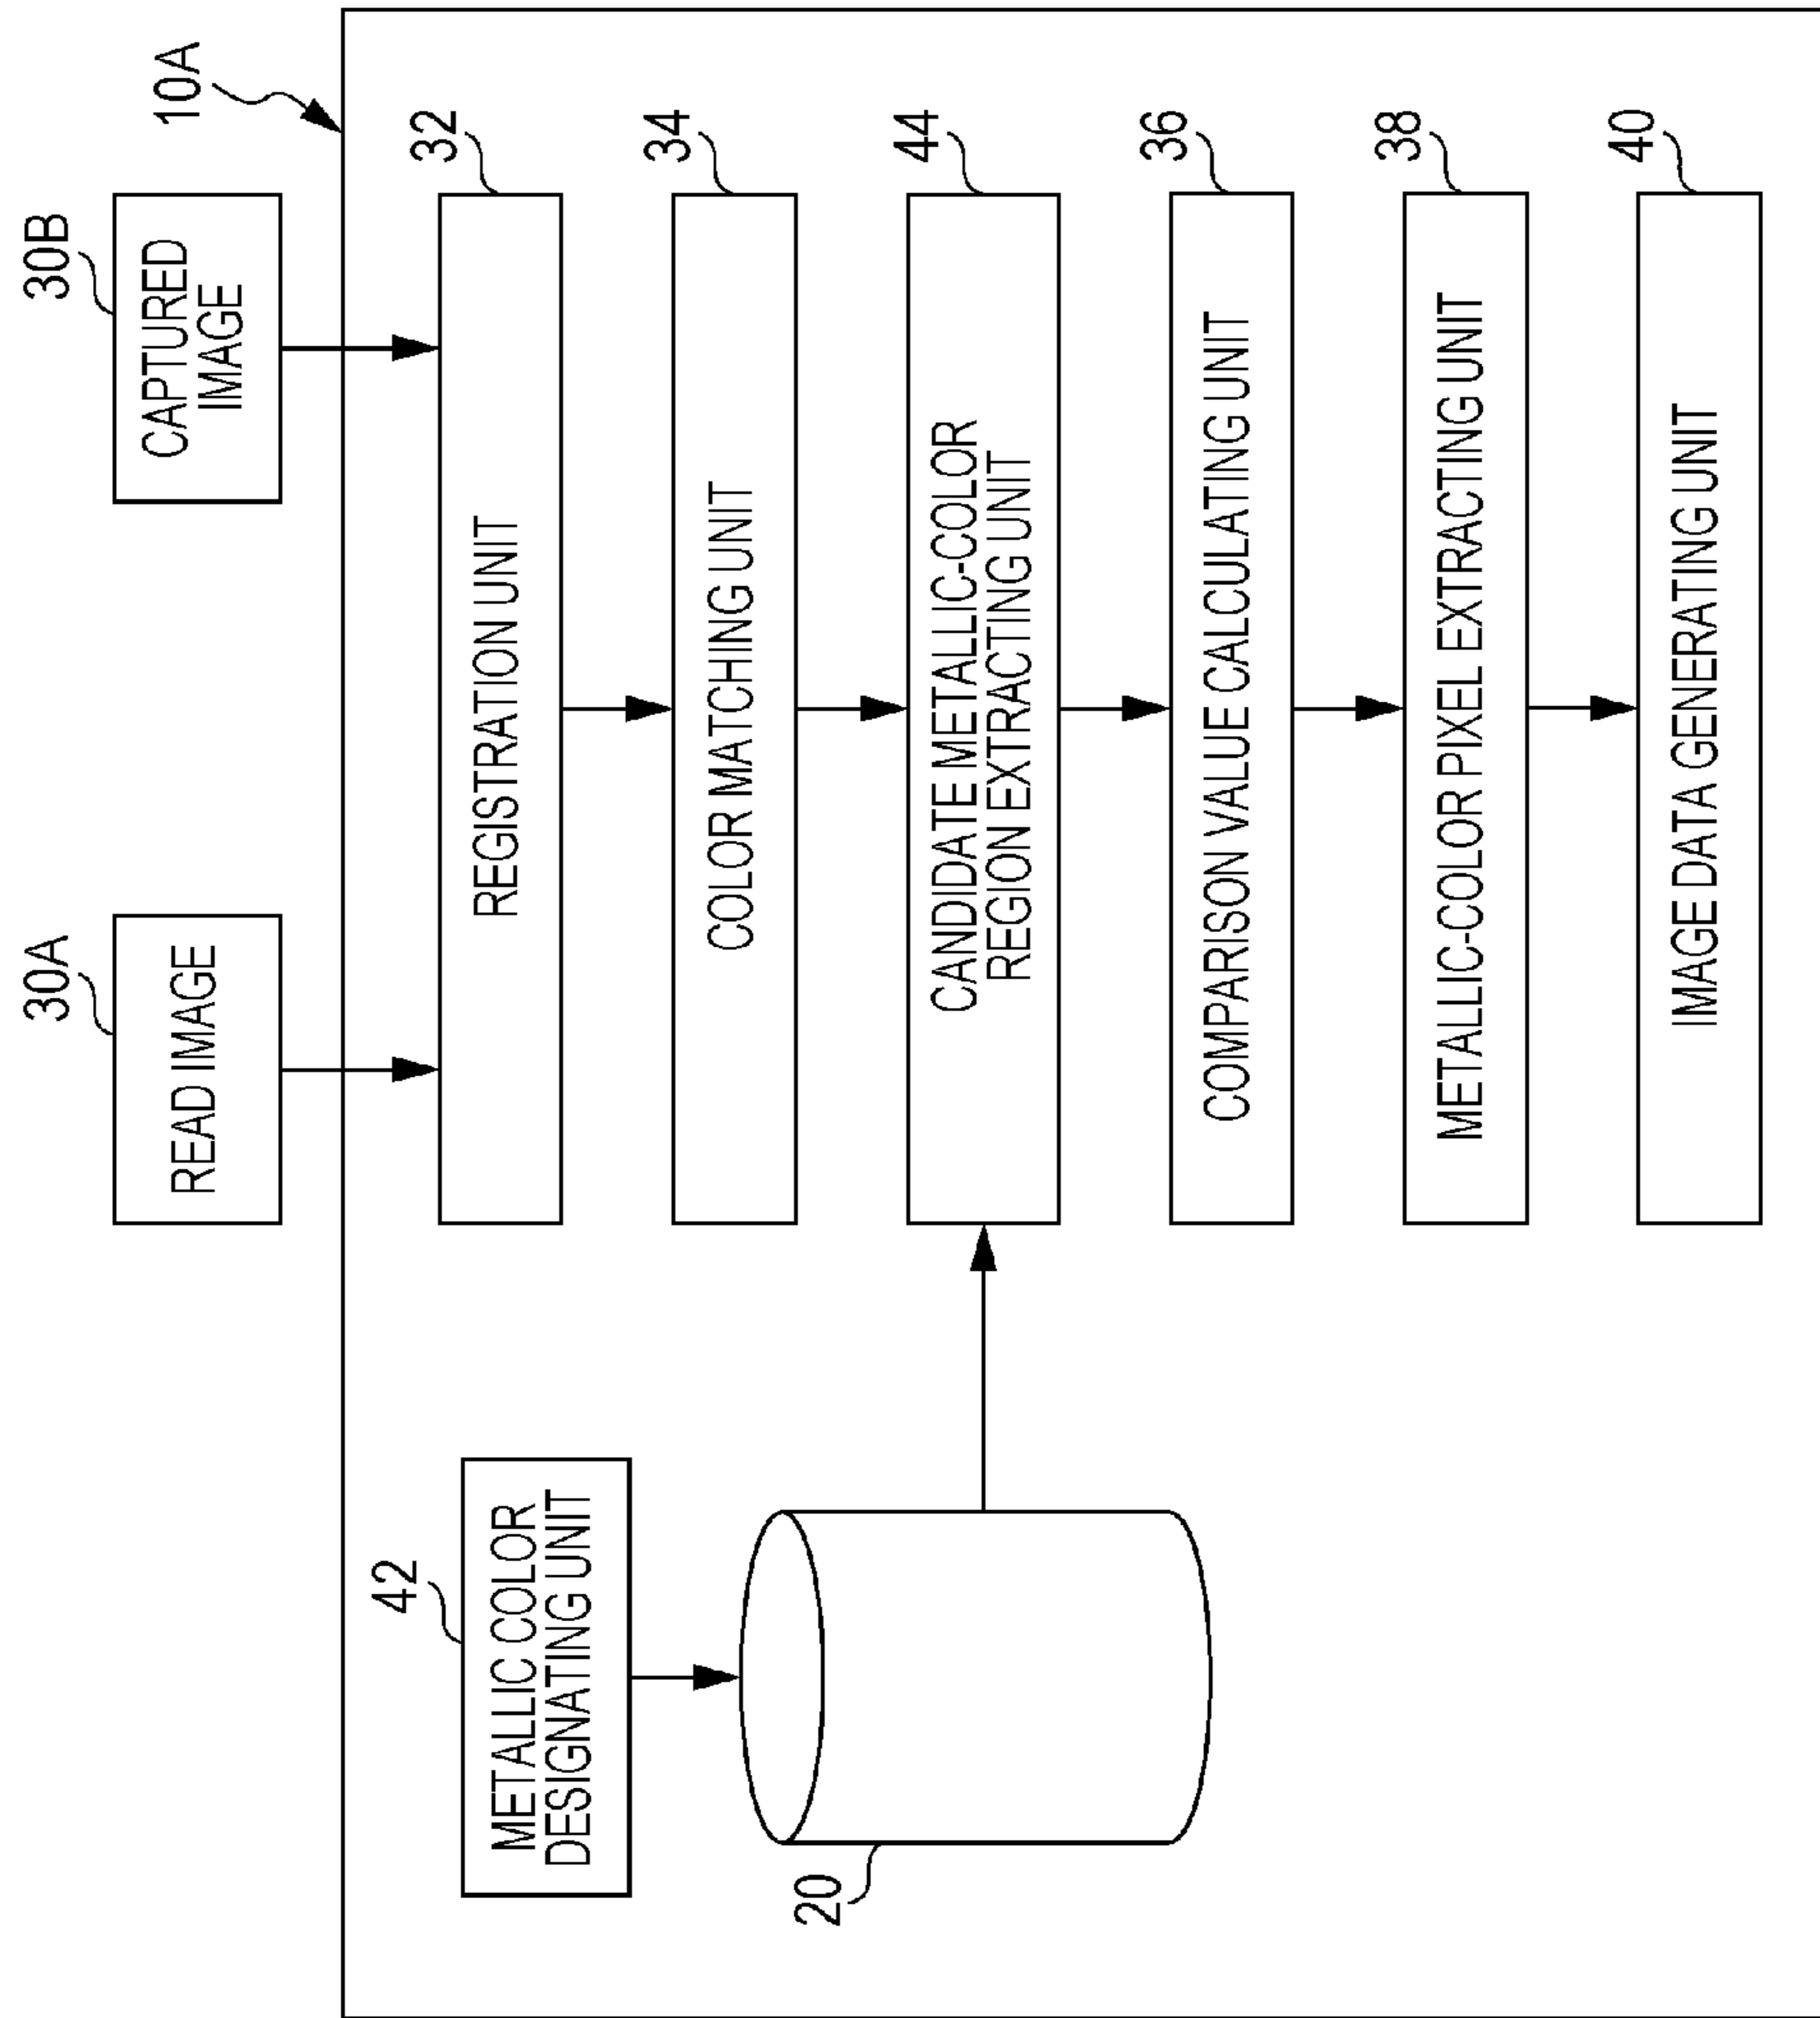 30A
READ IMAGE
30B
CAPTURED
IMAGE
10A
42
METALLIC COLOR
DESIGNATING UNIT
20
32
REGISTRATION UNIT
34
COLOR MATCHING UNIT
44
CANDIDATE METALLIC-COLOR
REGION EXTRACTING UNIT
36
COMPARISON VALUE CALCULATING UNIT
38
METALLIC-COLOR PIXEL EXTRACTING UNIT
40
IMAGE DATA GENERATING UNIT